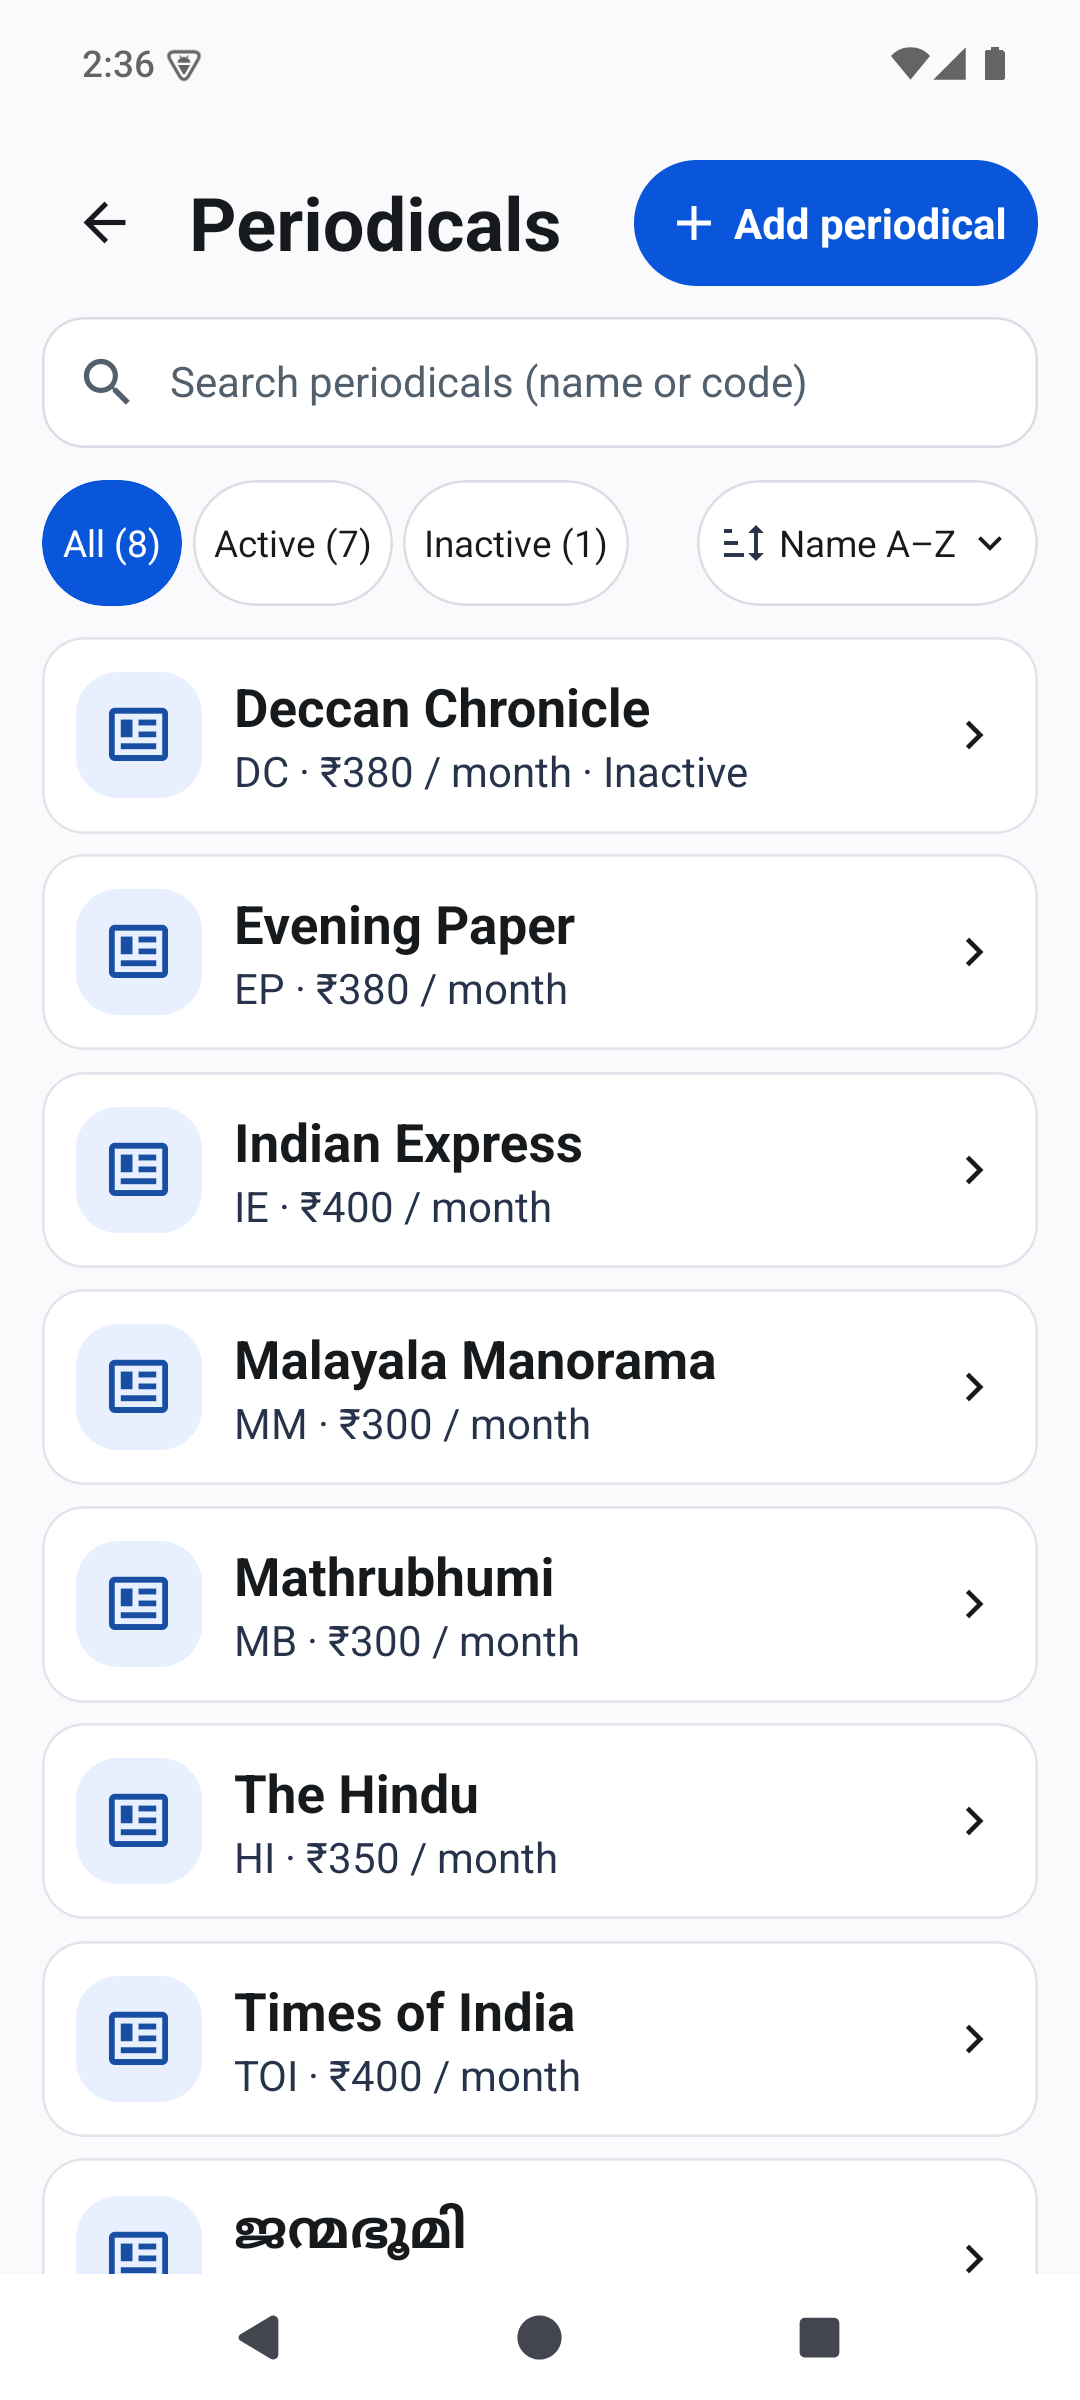 2:36
Periodicals
+ Add periodical
Search periodicals (name or code)
All (8)
Active (7)
Inactive (1)
Name A–Z
Deccan Chronicle
DC · ₹380 / month · Inactive
Evening Paper
EP · ₹380 / month
Indian Express
IE · ₹400 / month
Malayala Manorama
MM · ₹300 / month
Mathrubhumi
MB · ₹300 / month
The Hindu
HI · ₹350 / month
Times of India
TOI · ₹400 / month
ജന്മഭൂമി